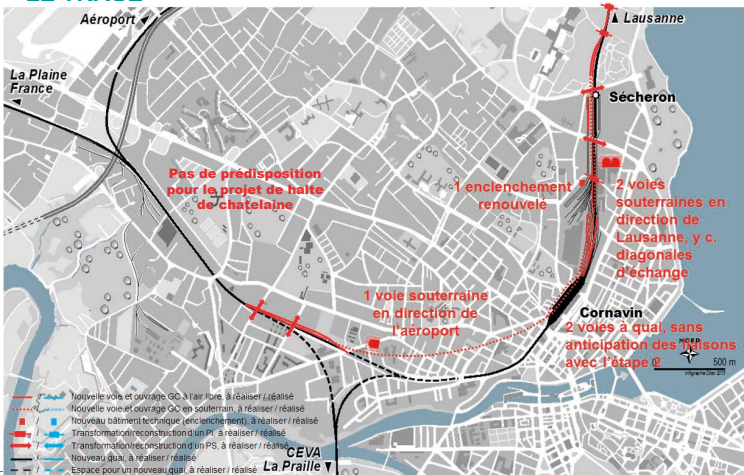 Aéroport
Lausanne
La Plaine
France
Sécheron
Pas de prédisposition
pour le projet de halte
de chatelaine
1 enclenchement
renouvelé
2 voies
souterraines en
direction de
Lausanne, y c.
diagonales
d'échange
1 voie souterraine
en direction de
l'aéroport
Cornavin
2 voies à quai, sans
anticipation des liaisons
avec l'étape 2
NORD
500 m
Nouvelle voie et ouvrage GC à l'air libre, à réaliser / réalisé
Nouvelle voie et ouvrage GC en souterrain, à réaliser / réalisé
Nouveau bâtiment technique (enclenchement), à réaliser / réalisé
Transformation/reconstruction d'un PI, à réaliser / réalisé
Transformation/reconstruction d'un PS, à réaliser / réalisé
Nouveau quai, à réaliser / réalisé
Espace pour un nouveau quai, à réaliser / réalisé
CEVA
La Praille